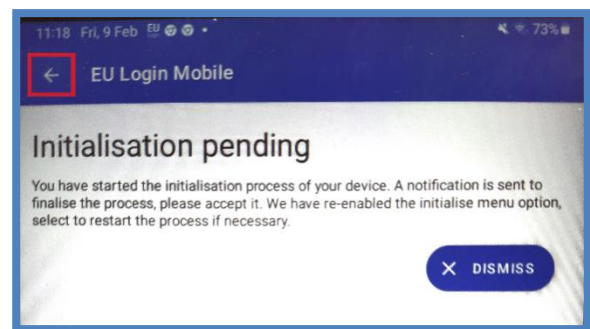 11:18 Fri, 9 Feb EU
73%
← EU Login Mobile
Initialisation pending
You have started the initialisation process of your device. A notification is sent to
finalise the process, please accept it. We have re-enabled the initialise menu option,
select to restart the process if necessary.
× DISMISS